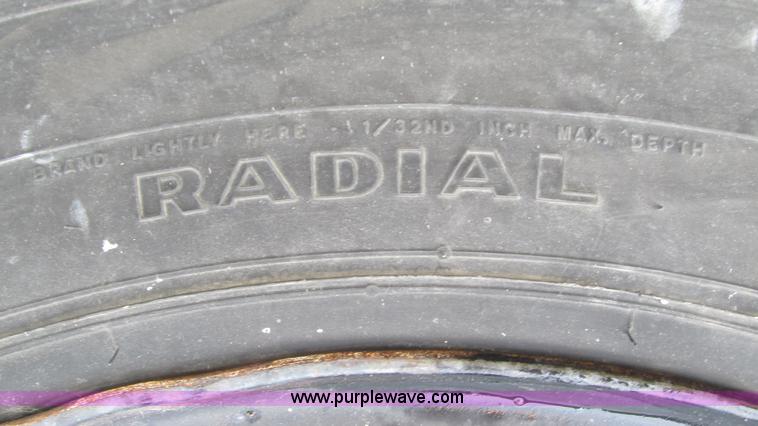 BRAND LIGHTLY HERE - 1/32ND INCH MAX. DEPTH
RADIAL
www.purplewave.com